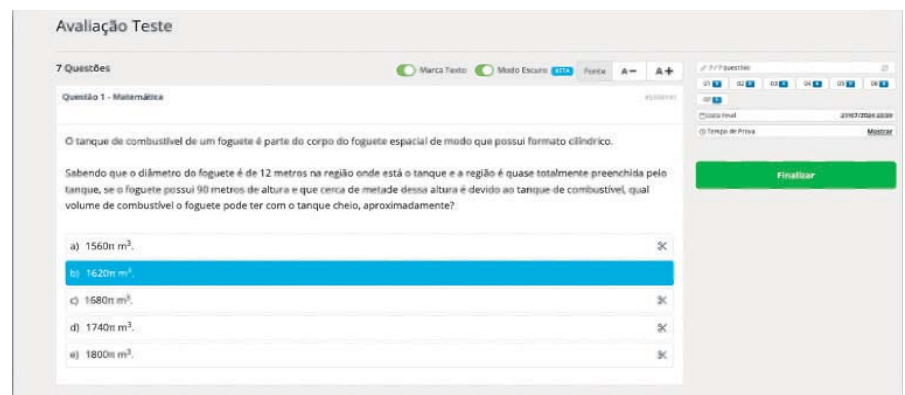 Avaliação Teste
7 Questões
Marca Texto Modo Escuro BETA Fonte A- A+
Questão 1 - Matemática
O tanque de combustível de um foguete é parte do corpo do foguete espacial de modo que possui formato cilíndrico.
Sabendo que o diâmetro do foguete é de 12 metros na região onde está o tanque e a região é quase totalmente preenchida pelo
tanque, se o foguete possui 90 metros de altura e que cerca de metade dessa altura é devido ao tanque de combustível, qual
volume de combustível o foguete pode ter com o tanque cheio, aproximadamente?
a) 1560π m³.
b) 1620π m³.
c) 1680π m³.
d) 1740π m³.
e) 1800π m³.
7 / 7 questões
01 02 03 04 05 06
07
Data Final
Tempo de Prova Mostrar
Finalizar